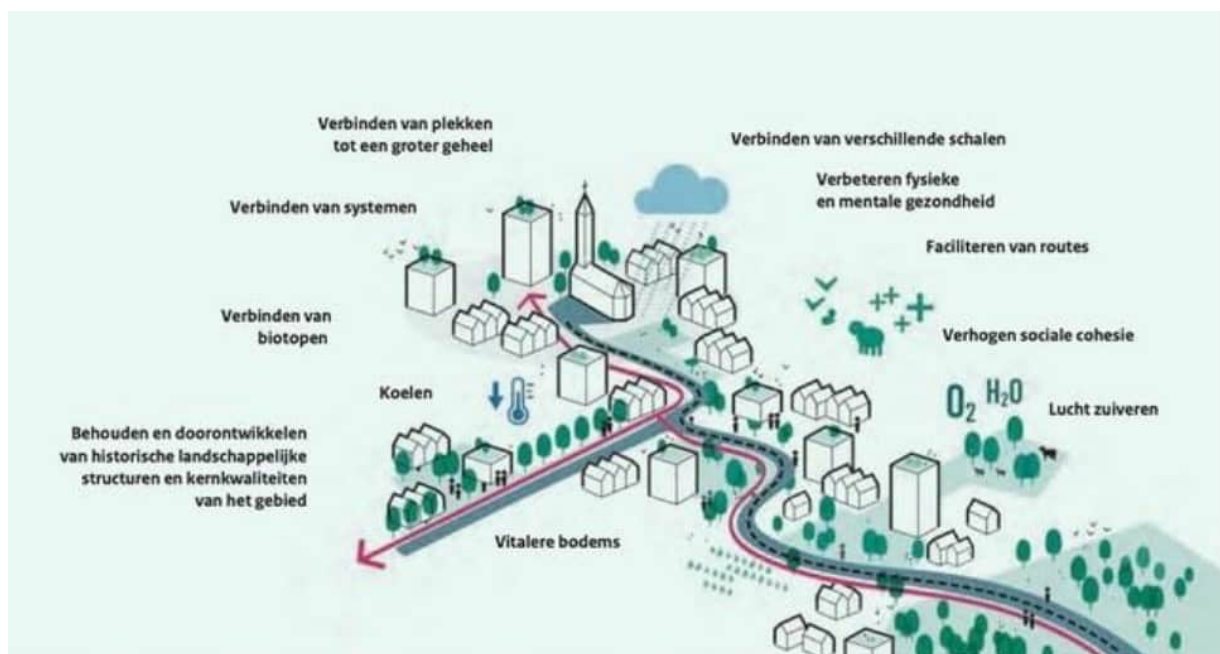 Verbinden van plekken
tot een groter geheel
Verbinden van verschillende schalen
Verbeteren fysieke
en mentale gezondheid
Verbinden van systemen
Faciliteren van routes
Verbinden van
biotopen
Verhogen sociale cohesie
Koelen
O₂ H₂O
Lucht zuiveren
Behouden en doorontwikkelen
van historische landschappelijke
structuren en kernkwaliteiten
van het gebied
Vitalere bodems